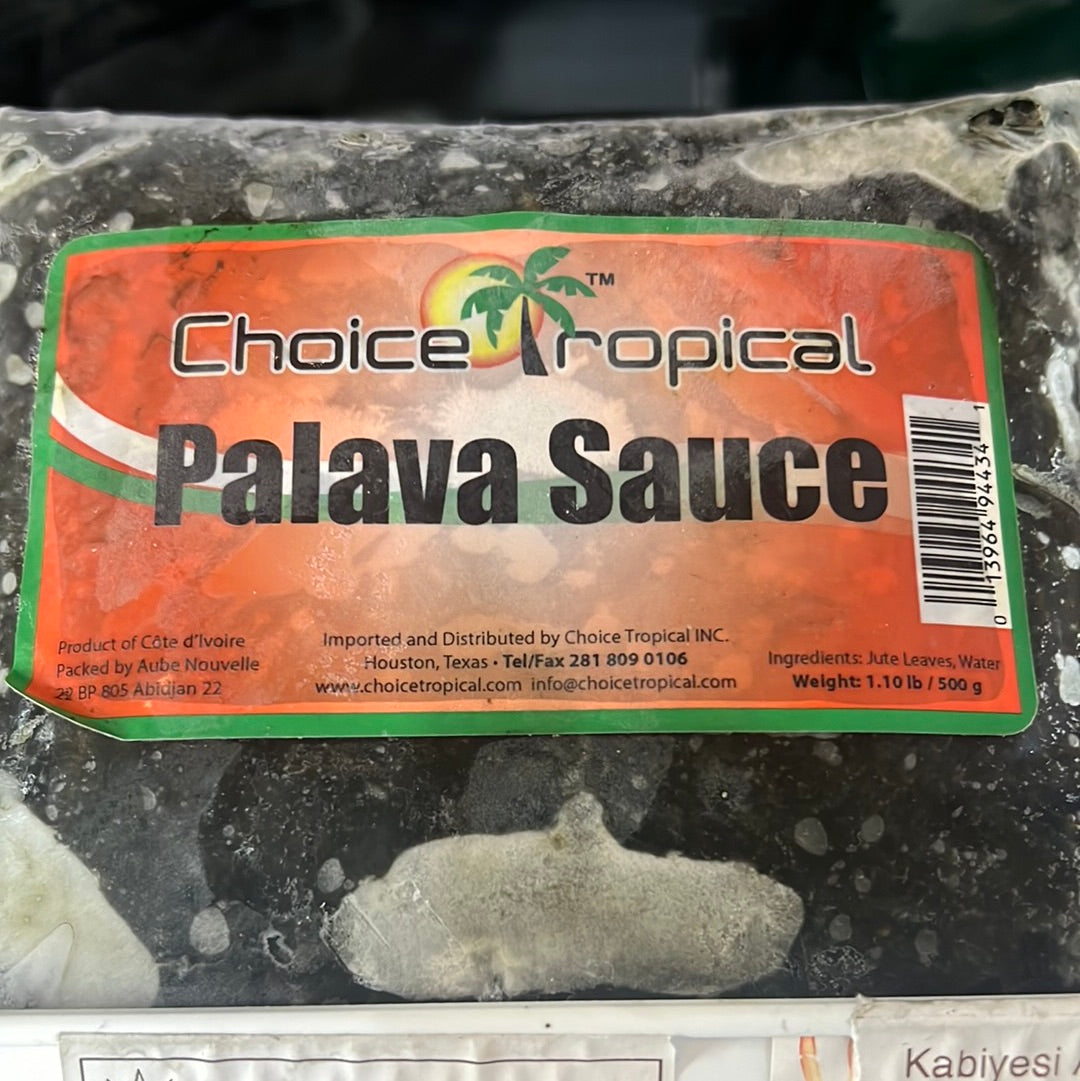 Choice Tropical™
Palava Sauce
Product of Côte d'Ivoire
Packed by Aube Nouvelle
22 BP 805 Abidjan 22
Imported and Distributed by Choice Tropical INC.
Houston, Texas • Tel/Fax 281 809 0106
www.choicetropical.com info@choicetropical.com
Ingredients: Jute Leaves, Water
Weight: 1.10 lb / 500 g
0 13964 94434 1
Kabiyesi